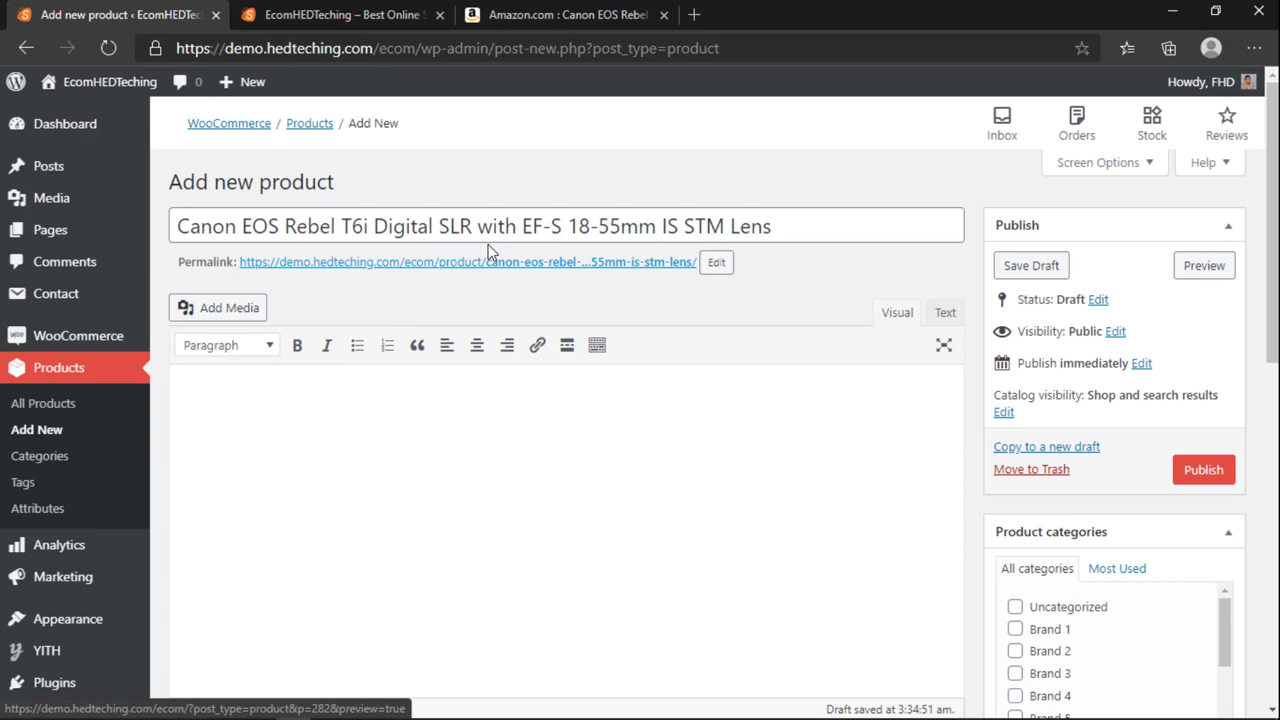 Add new product ‹ EcomHEDTechi
EcomHEDTeching – Best Online S
Amazon.com : Canon EOS Rebel
https://demo.hedteching.com/ecom/wp-admin/post-new.php?post_type=product
EcomHEDTeching
0
New
Howdy, FHD
Dashboard
Posts
Media
Pages
Comments
Contact
WooCommerce
Products
All Products
Add New
Categories
Tags
Attributes
Analytics
Marketing
Appearance
YITH
Plugins
WooCommerce / Products / Add New
Inbox
Orders
Stock
Reviews
Screen Options
Help
Add new product
Canon EOS Rebel T6i Digital SLR with EF-S 18-55mm IS STM Lens
Permalink: https://demo.hedteching.com/ecom/product/canon-eos-rebel-...55mm-is-stm-lens/ Edit
Add Media
Visual
Text
Paragraph
B I
Draft saved at 3:34:51 am.
Publish
Save Draft
Preview
Status: Draft Edit
Visibility: Public Edit
Publish immediately Edit
Catalog visibility: Shop and search results
Edit
Copy to a new draft
Move to Trash
Publish
Product categories
All categories
Most Used
Uncategorized
Brand 1
Brand 2
Brand 3
Brand 4
https://demo.hedteching.com/ecom/?post_type=product&p=282&preview=true